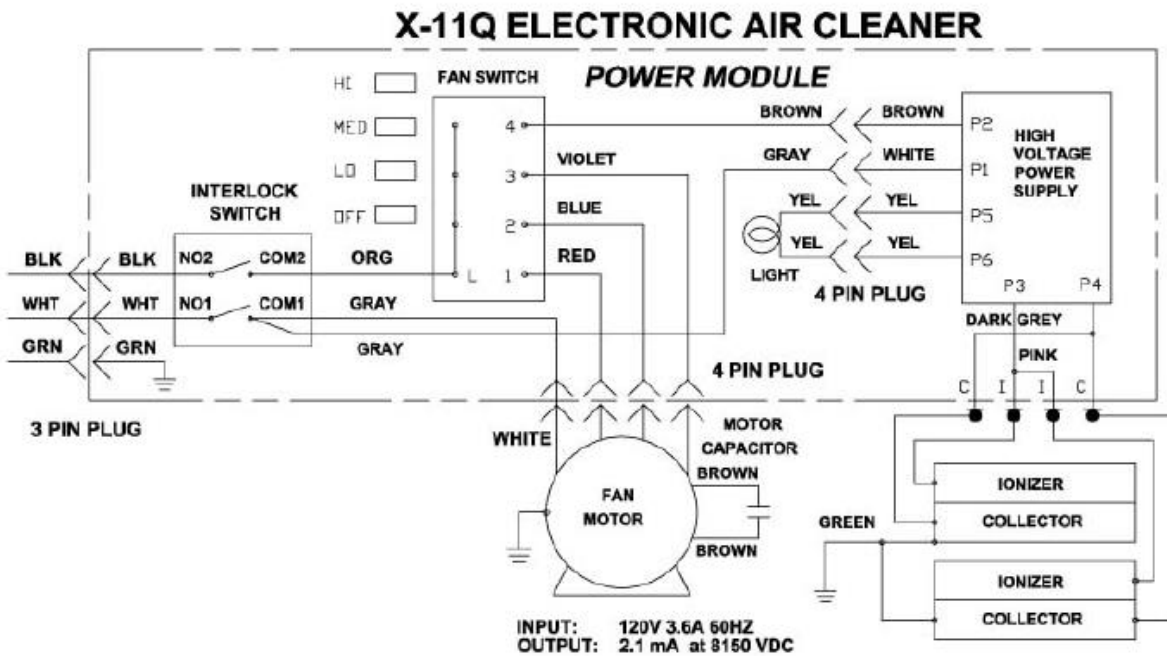 X-11Q ELECTRONIC AIR CLEANER
POWER MODULE
HI
MED
LO
OFF
FAN SWITCH
4
3
2
L 1
VIOLET
BLUE
RED
BROWN BROWN
GRAY WHITE
YEL YEL
YEL YEL
LIGHT
4 PIN PLUG
P2
P1
P5
P6
P3 P4
HIGH
VOLTAGE
POWER
SUPPLY
INTERLOCK
SWITCH
BLK BLK NO2 COM2 ORG
WHT WHT NO1 COM1 GRAY
GRN GRN GRAY
3 PIN PLUG
4 PIN PLUG
DARK GREY
PINK
C I I C
WHITE
MOTOR
CAPACITOR
BROWN
BROWN
FAN
MOTOR
GREEN
IONIZER
COLLECTOR
IONIZER
COLLECTOR
INPUT: 120V 3.6A 60HZ
OUTPUT: 2.1 mA at 8150 VDC